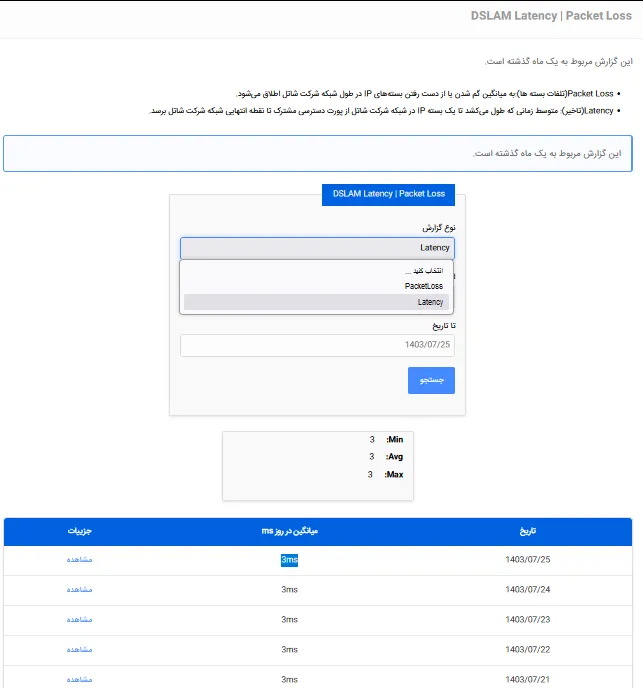 DSLAM Latency | Packet Loss
این گزارش مربوط به یک ماه گذشته است.
• Packet Loss(تلفات بسته ها):به میانگین گم شدن یا از دست رفتن بسته‌های IP در طول شبکه شرکت شاتل اطلاق می‌شود.
• Latency(تاخیر): متوسط زمانی که طول می‌کشد تا یک بسته IP در شبکه شرکت شاتل از پورت دسترسی مشترک تا نقطه انتهایی شبکه شرکت شاتل برسد.
این گزارش مربوط به یک ماه گذشته است.
DSLAM Latency | Packet Loss
نوع گزارش
Latency
انتخاب کنید ...
PacketLoss
Latency
تا تاریخ
1403/07/25
جستجو
Min: 3
Avg: 3
Max: 3
تاریخ میانگین در روز ms جزییات
1403/07/25 3ms مشاهده
1403/07/24 3ms مشاهده
1403/07/23 3ms مشاهده
1403/07/22 3ms مشاهده
1403/07/21 3ms مشاهده